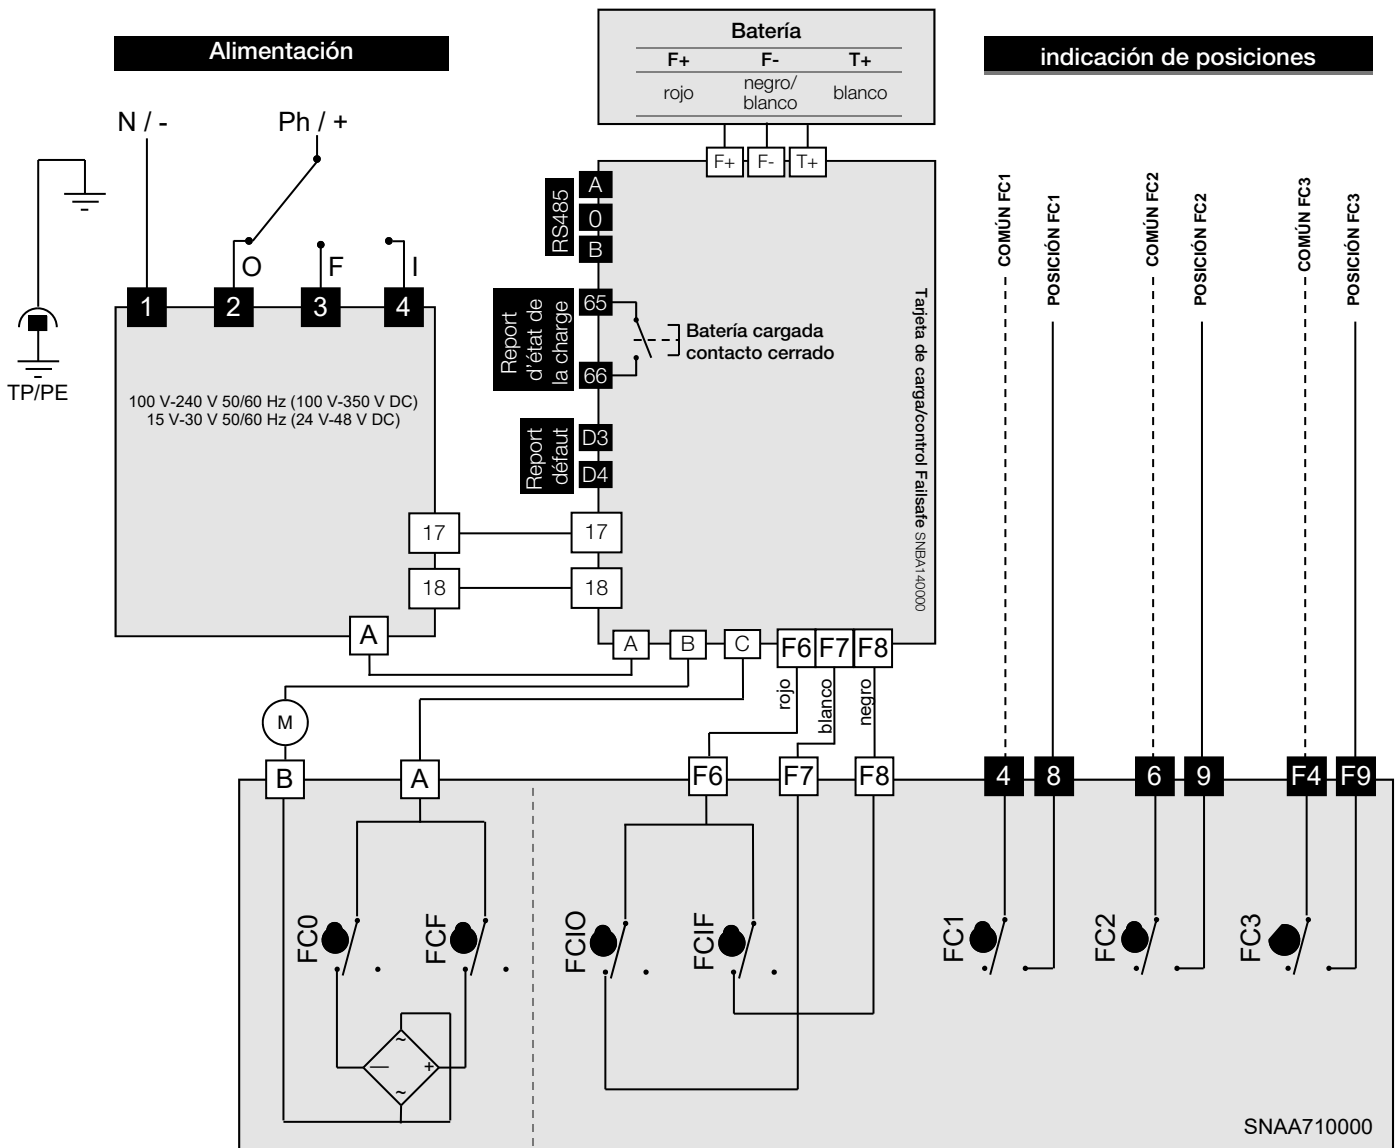 Alimentación
Batería
F+ F- T+
rojo negro/ blanco
blanco
indicación de posiciones
N / - Ph / +
F+ F- T+
RS485
A
0
B
O F I
1 2 3 4
TP/PE
100 V-240 V 50/60 Hz (100 V-350 V DC)
15 V-30 V 50/60 Hz (24 V-48 V DC)
Report
d'état de
la charge
65
66
Batería cargada
contacto cerrado
Report
défaut
D3
D4
Tarjeta de carga/control Failsafe SNBA140000
COMÚN FC1
POSICIÓN FC1
COMÚN FC2
POSICIÓN FC2
COMÚN FC3
POSICIÓN FC3
17 17
18 18
A
A B C F6 F7 F8
rojo
blanco
negro
M
B A F6 F7 F8 4 8 6 9 F4 F9
FC0
FCF
FCIO
FCIF
FC1
FC2
FC3
~
— +
~
SNAA710000